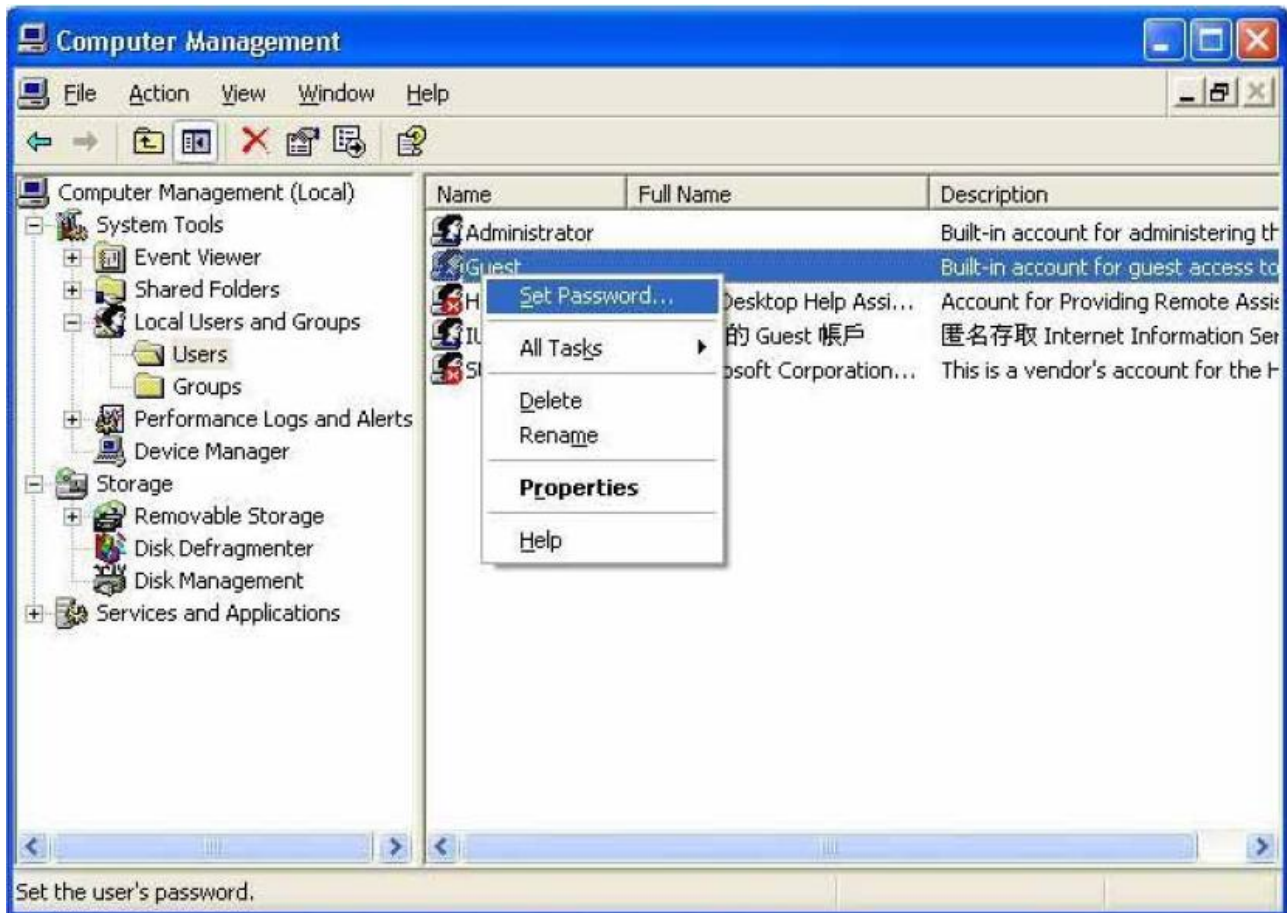 Computer Management
File Action View Window Help
Computer Management (Local)
System Tools
Event Viewer
Shared Folders
Local Users and Groups
Users
Groups
Performance Logs and Alerts
Device Manager
Storage
Removable Storage
Disk Defragmenter
Disk Management
Services and Applications
Name Full Name Description
Administrator Built-in account for administering th
Guest Built-in account for guest access to
H Desktop Help Assi... Account for Providing Remote Assis
IU 的 Guest 帳戶 匿名存取 Internet Information Ser
SU osoft Corporation... This is a vendor's account for the H
Set Password...
All Tasks
Delete
Rename
Properties
Help
Set the user's password.